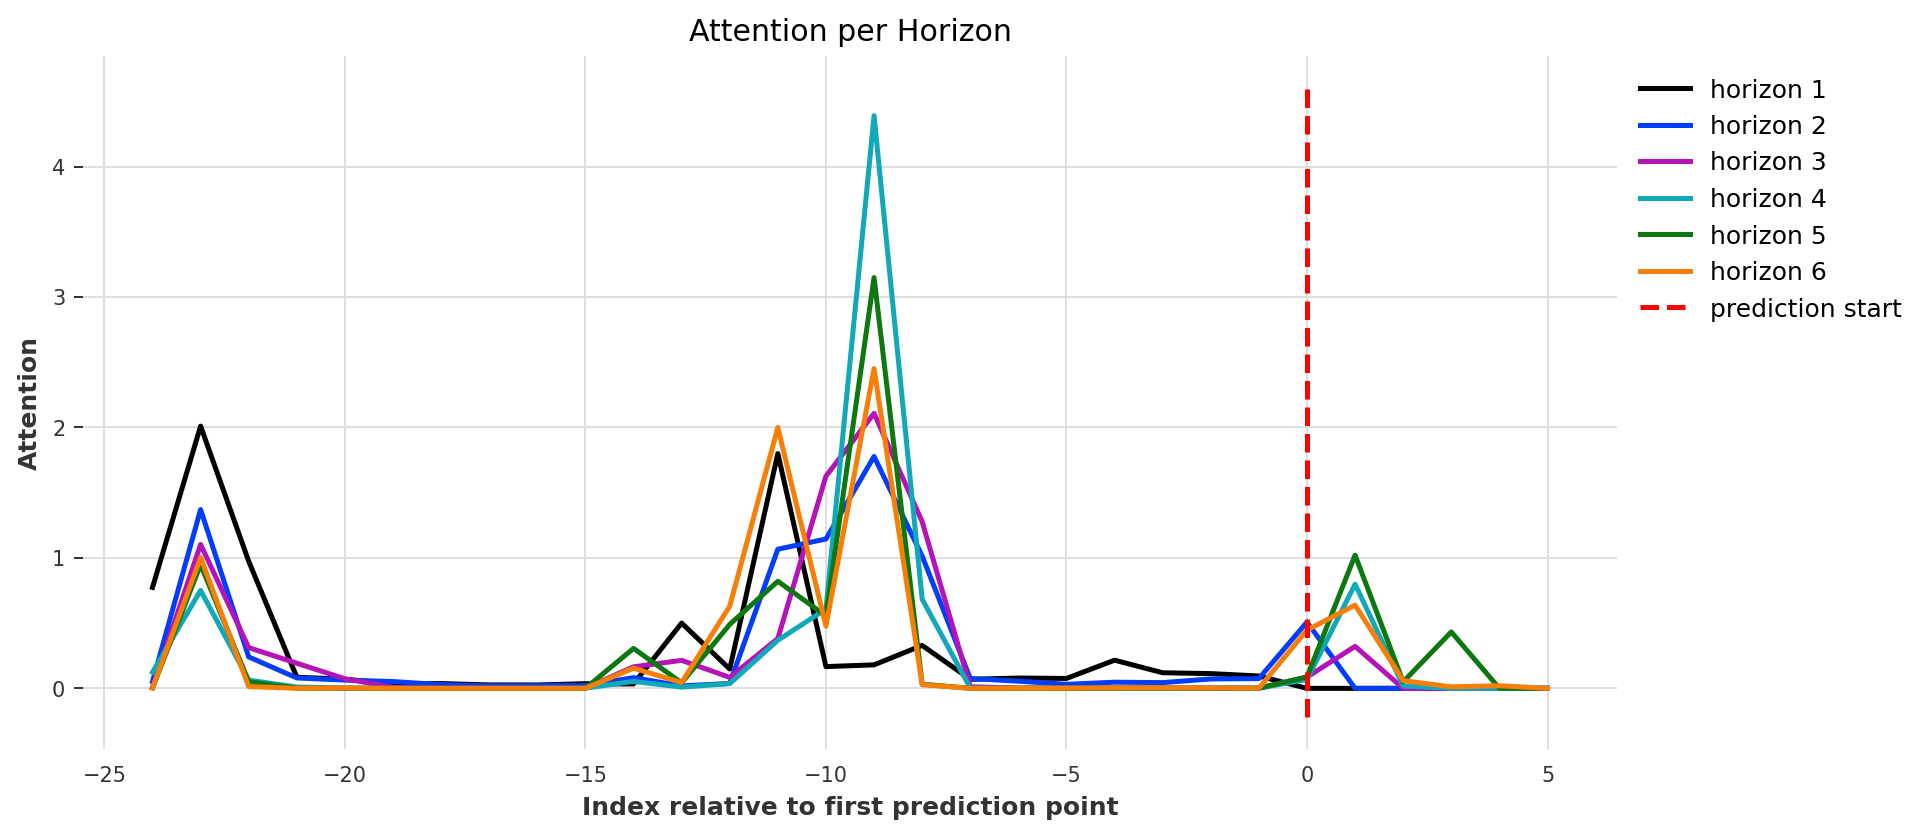 Attention per Horizon
Attention
4
3
2
1
0
−25
−20
−15
−10
−5
0
5
Index relative to first prediction point
horizon 1
horizon 2
horizon 3
horizon 4
horizon 5
horizon 6
prediction start